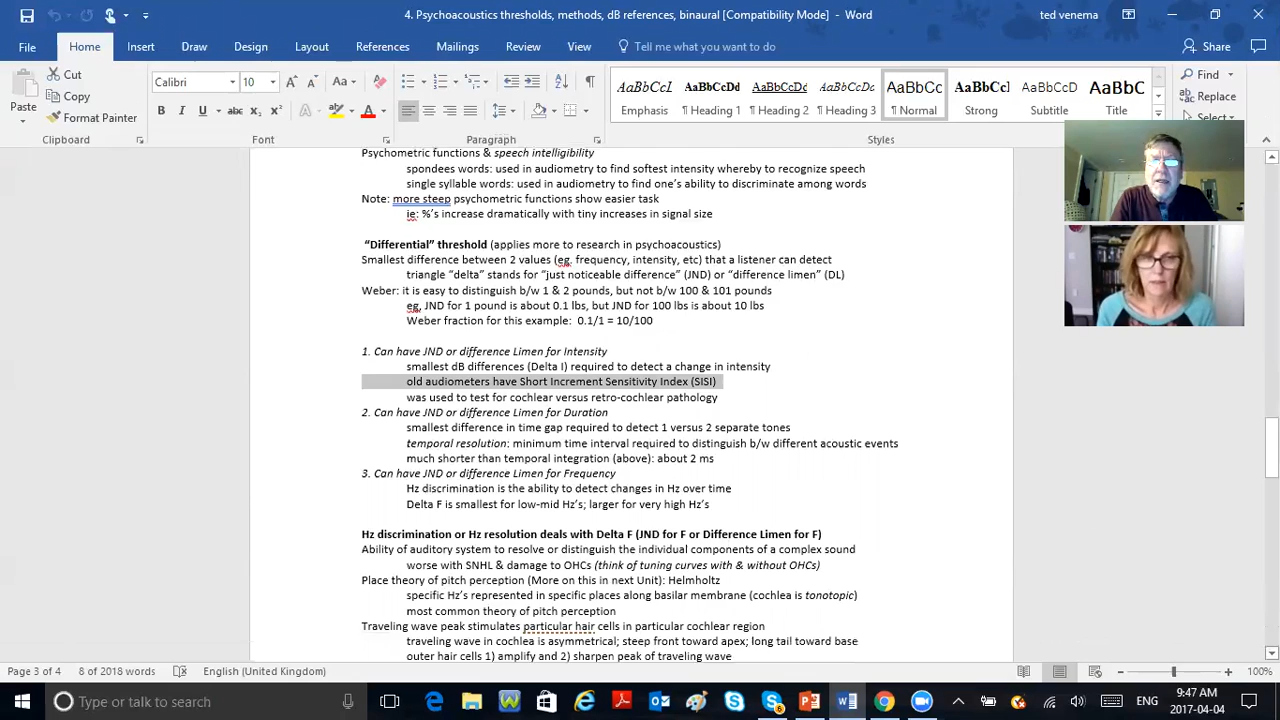 4. Psychoacoustics thresholds, methods, dB references, binaural [Compatibility Mode] - Word
ted venema
File Home Insert Draw Design Layout References Mailings Review View Tell me what you want to do Share
Paste
Cut
Copy
Format Painter
Clipboard
Calibri 10
Font
Paragraph
AaBbCcL AaBbCcDd AaBbCcDd AaBbCcDd AaBbCc AaBbCc AaBbCcD AaBbC
Emphasis ¶ Heading 1 ¶ Heading 2 ¶ Heading 3 ¶ Normal Strong Subtitle Title
Styles
Find
Replace
Select
Psychometric functions & speech intelligibility
spondees words: used in audiometry to find softest intensity whereby to recognize speech
single syllable words: used in audiometry to find one's ability to discriminate among words
Note: more steep psychometric functions show easier task
ie: %'s increase dramatically with tiny increases in signal size
“Differential” threshold (applies more to research in psychoacoustics)
Smallest difference between 2 values (eg. frequency, intensity, etc) that a listener can detect
triangle “delta” stands for “just noticeable difference” (JND) or “difference limen” (DL)
Weber: it is easy to distinguish b/w 1 & 2 pounds, but not b/w 100 & 101 pounds
eg, JND for 1 pound is about 0.1 lbs, but JND for 100 lbs is about 10 lbs
Weber fraction for this example: 0.1/1 = 10/100
1. Can have JND or difference Limen for Intensity
smallest dB differences (Delta I) required to detect a change in intensity
old audiometers have Short Increment Sensitivity Index (SISI)
was used to test for cochlear versus retro-cochlear pathology
2. Can have JND or difference Limen for Duration
smallest difference in time gap required to detect 1 versus 2 separate tones
temporal resolution: minimum time interval required to distinguish b/w different acoustic events
much shorter than temporal integration (above): about 2 ms
3. Can have JND or difference Limen for Frequency
Hz discrimination is the ability to detect changes in Hz over time
Delta F is smallest for low-mid Hz's; larger for very high Hz's
Hz discrimination or Hz resolution deals with Delta F (JND for F or Difference Limen for F)
Ability of auditory system to resolve or distinguish the individual components of a complex sound
worse with SNHL & damage to OHCs (think of tuning curves with & without OHCs)
Place theory of pitch perception (More on this in next Unit): Helmholtz
specific Hz's represented in specific places along basilar membrane (cochlea is tonotopic)
most common theory of pitch perception
Traveling wave peak stimulates particular hair cells in particular cochlear region
traveling wave in cochlea is asymmetrical; steep front toward apex; long tail toward base
outer hair cells 1) amplify and 2) sharpen peak of traveling wave
Page 3 of 4 8 of 2018 words English (United Kingdom) 100%
Type or talk to search
ENG
9:47 AM
2017-04-04